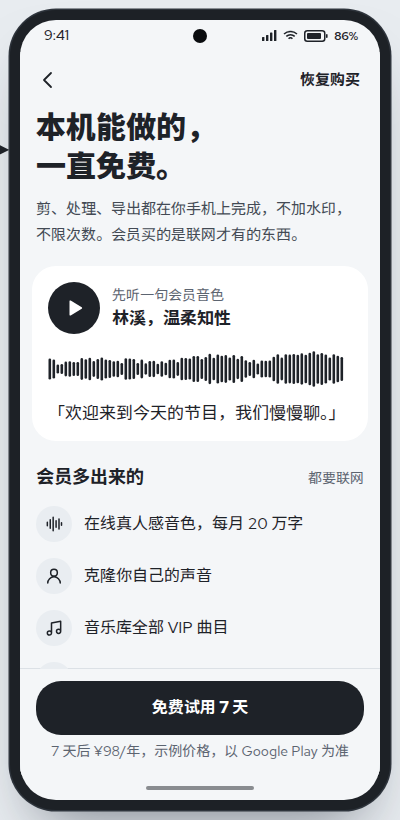 9:41
86%
恢复购买
本机能做的，
一直免费。
剪、处理、导出都在你手机上完成，不加水印，
不限次数。会员买的是联网才有的东西。
先听一句会员音色
林溪，温柔知性
「欢迎来到今天的节目，我们慢慢聊。」
会员多出来的
都要联网
在线真人感音色，每月 20 万字
克隆你自己的声音
音乐库全部 VIP 曲目
免费试用 7 天
7 天后 ¥98/年，示例价格，以 Google Play 为准